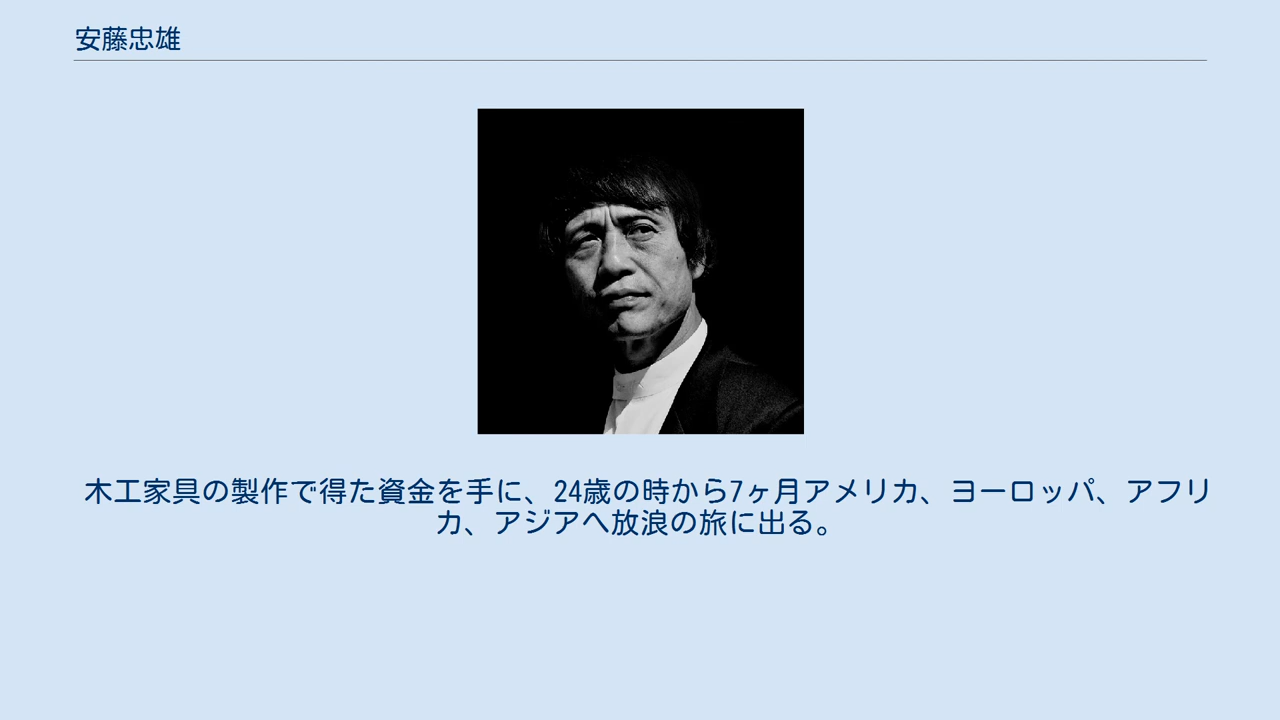 安藤忠雄
木工家具の製作で得た資金を手に、24歳の時から7ヶ月アメリカ、ヨーロッパ、アフリ
カ、アジアへ放浪の旅に出る。